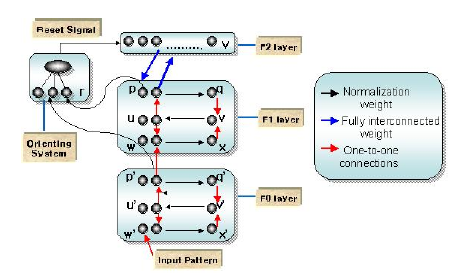 Reset Signal
.......... v
F2 layer
r
p q
u v
w x
F1 layer
Orienting
System
p' q'
u' v'
w' x'
F0 layer
Input Pattern
Normalization
weight
Fully interconnected
weight
One-to-one
connections